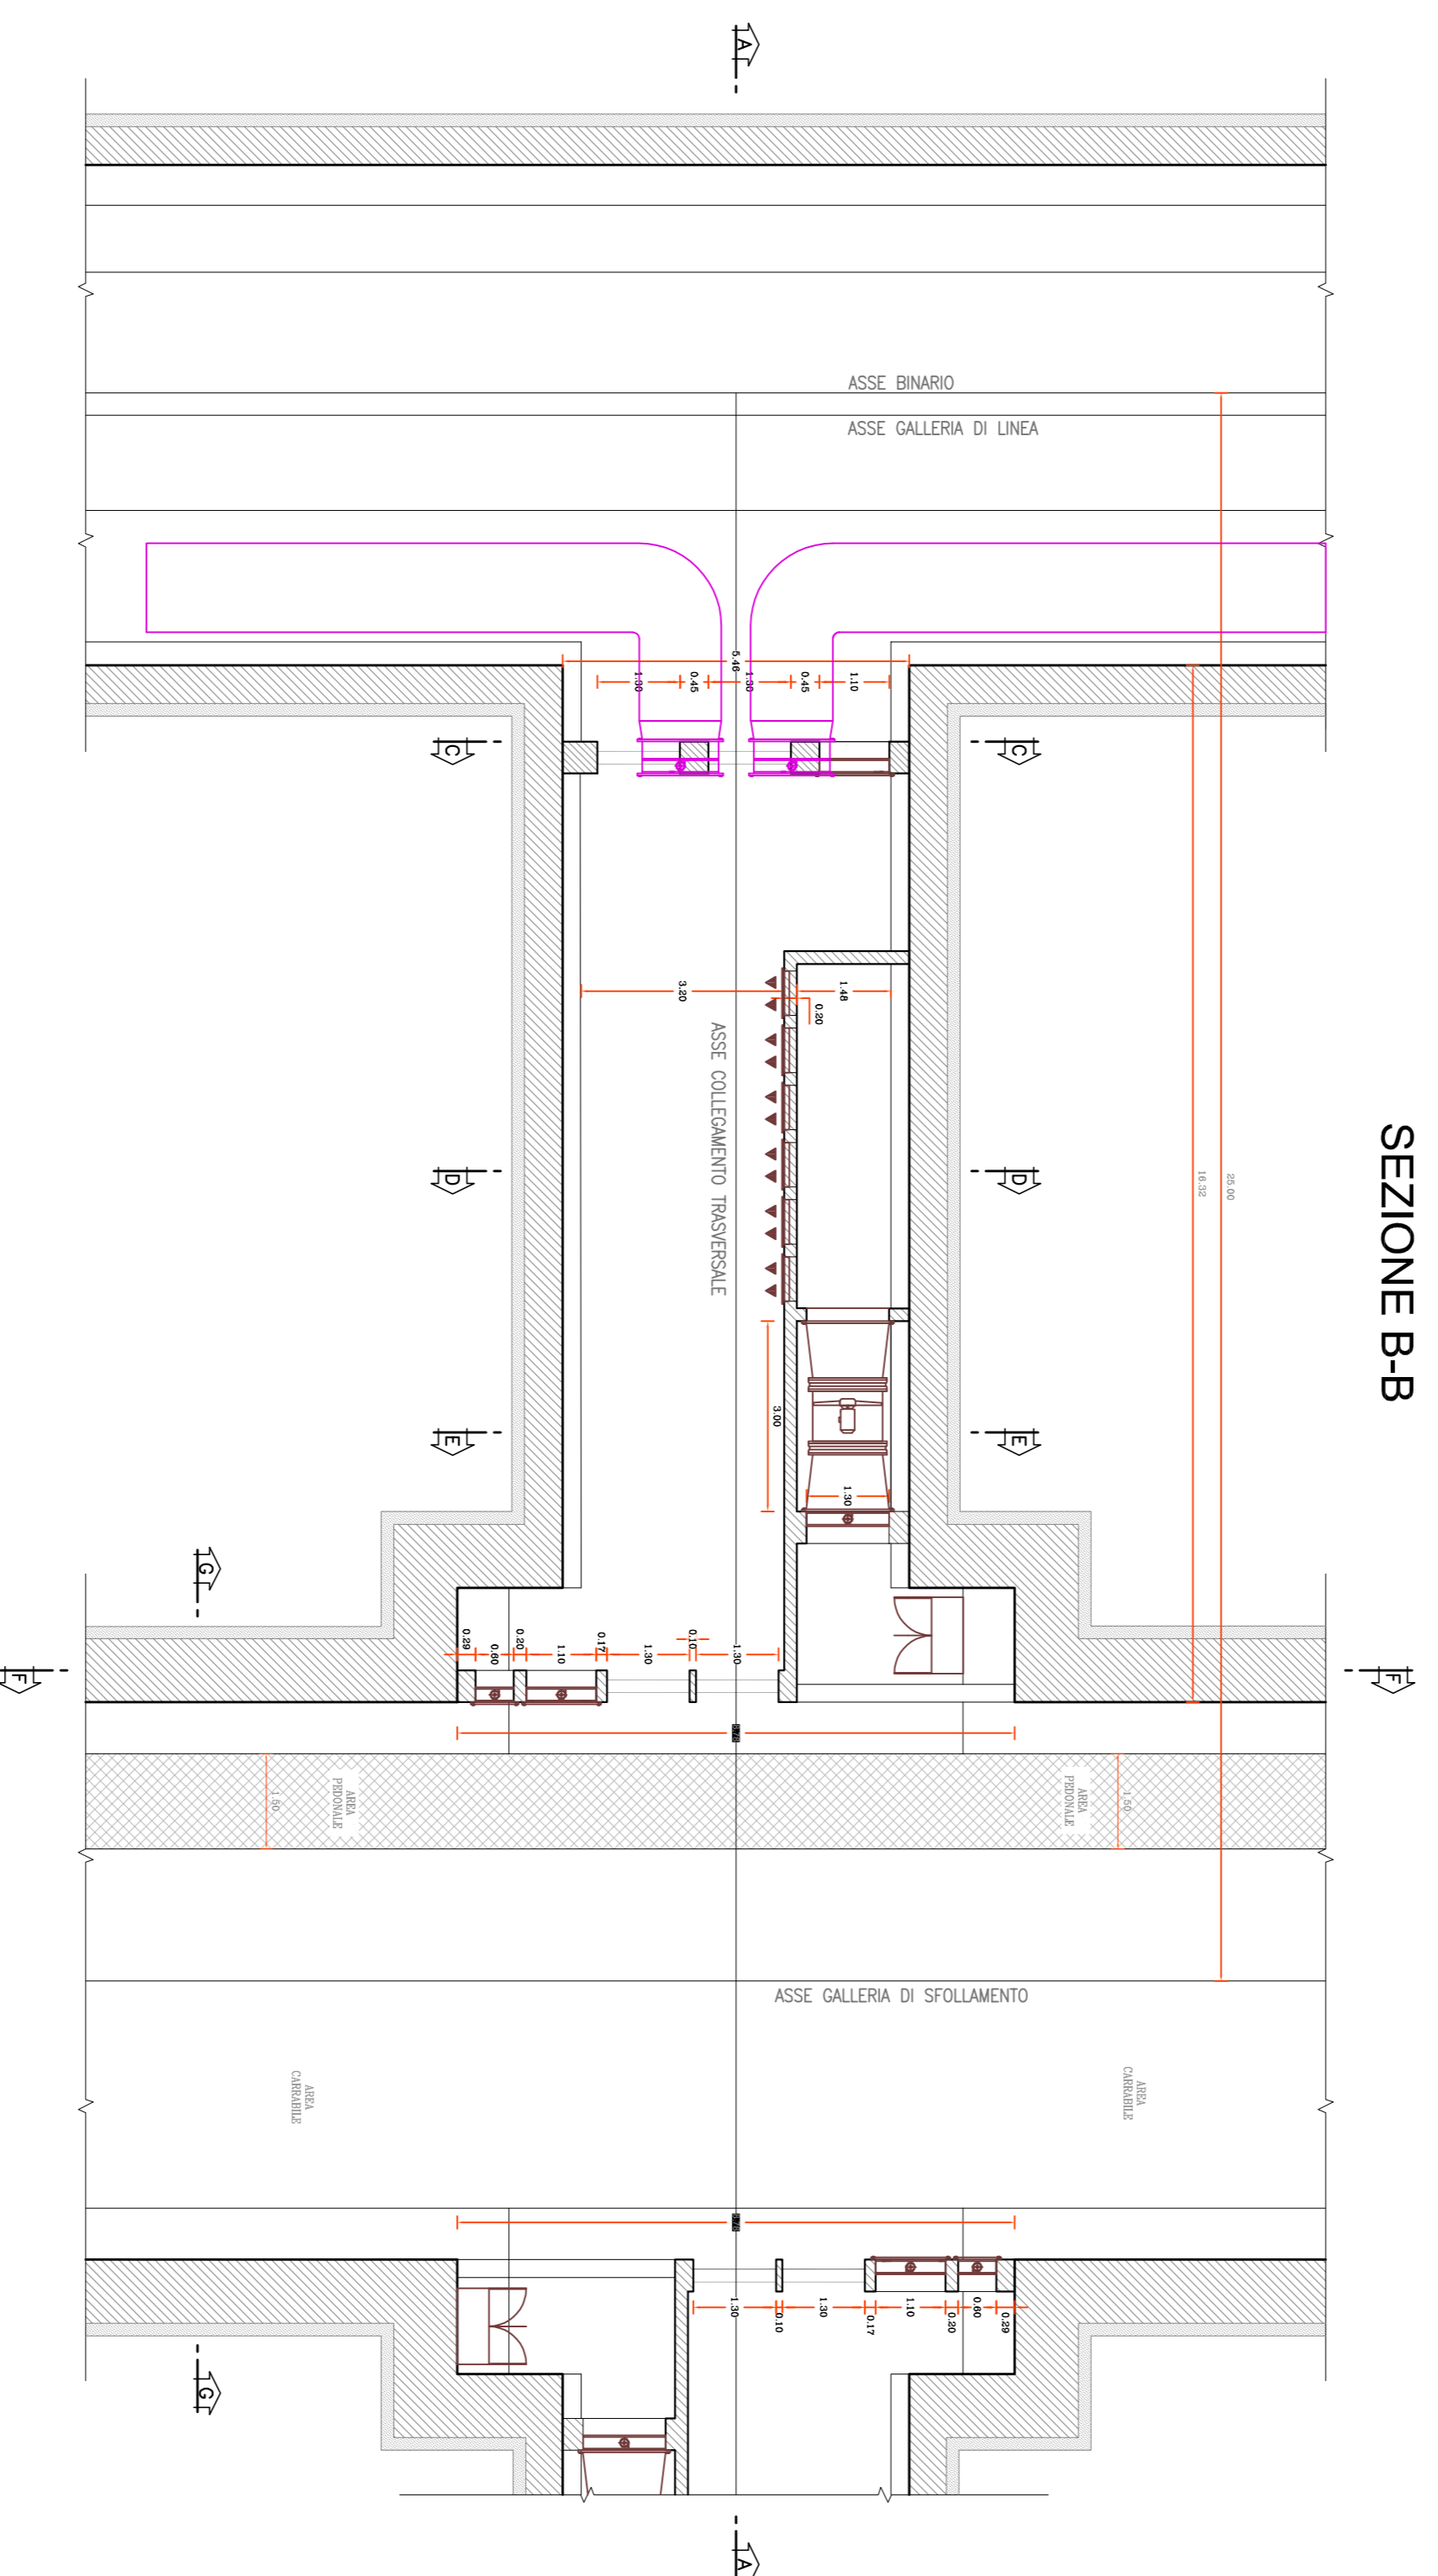 SEZIONE B-B
A
ASSE BINARIO
ASSE GALLERIA DI LINEA
5.46
1.30
0.45
1.30
0.45
1.10
C
C
3.20
1.48
0.20
ASSE COLLEGAMENTO TRASVERSALE
25.00
16.32
D
D
3.00
E
E
1.30
G
0.29
0.60
0.20
1.10
0.17
1.30
0.10
1.30
F
F
1.50
AREA
PEDONALE
AREA
PEDONALE
1.50
ASSE GALLERIA DI SFOLLAMENTO
AREA
CARRABILE
AREA
CARRABILE
1.30
0.10
1.30
0.17
1.10
0.20
0.60
0.29
G
A